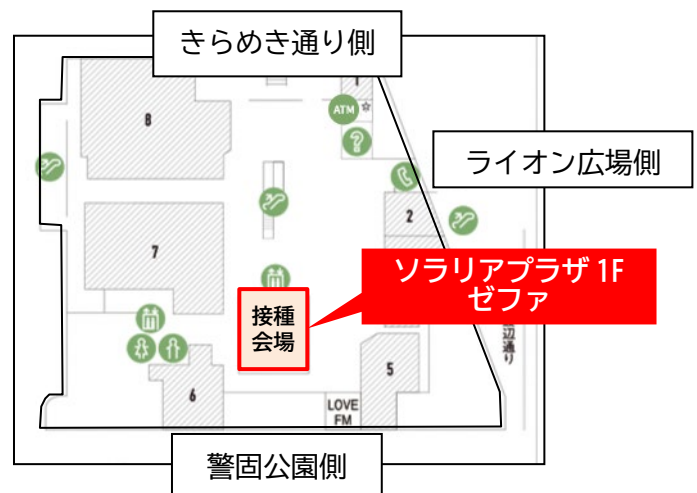 きらめき通り側
1
ATM ☆
?
8
ライオン広場側
2
7
ソラリアプラザ 1F
ゼファ
接種
会場
辺通り
5
6
LOVE
FM
警固公園側